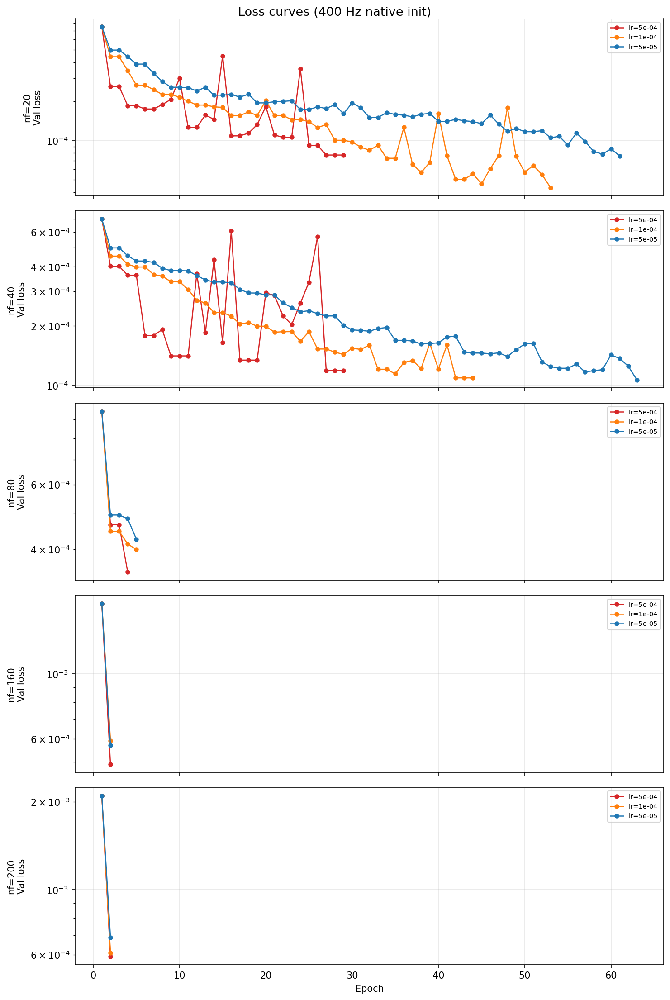 Loss curves (400 Hz native init)
nf=20
Val loss
10⁻⁴
lr=5e-04
lr=1e-04
lr=5e-05
nf=40
Val loss
6 × 10⁻⁴
4 × 10⁻⁴
3 × 10⁻⁴
2 × 10⁻⁴
10⁻⁴
lr=5e-04
lr=1e-04
lr=5e-05
nf=80
Val loss
6 × 10⁻⁴
4 × 10⁻⁴
lr=5e-04
lr=1e-04
lr=5e-05
nf=160
Val loss
10⁻³
6 × 10⁻⁴
lr=5e-04
lr=1e-04
lr=5e-05
nf=200
Val loss
2 × 10⁻³
10⁻³
6 × 10⁻⁴
lr=5e-04
lr=1e-04
lr=5e-05
0 10 20 30 40 50 60
Epoch